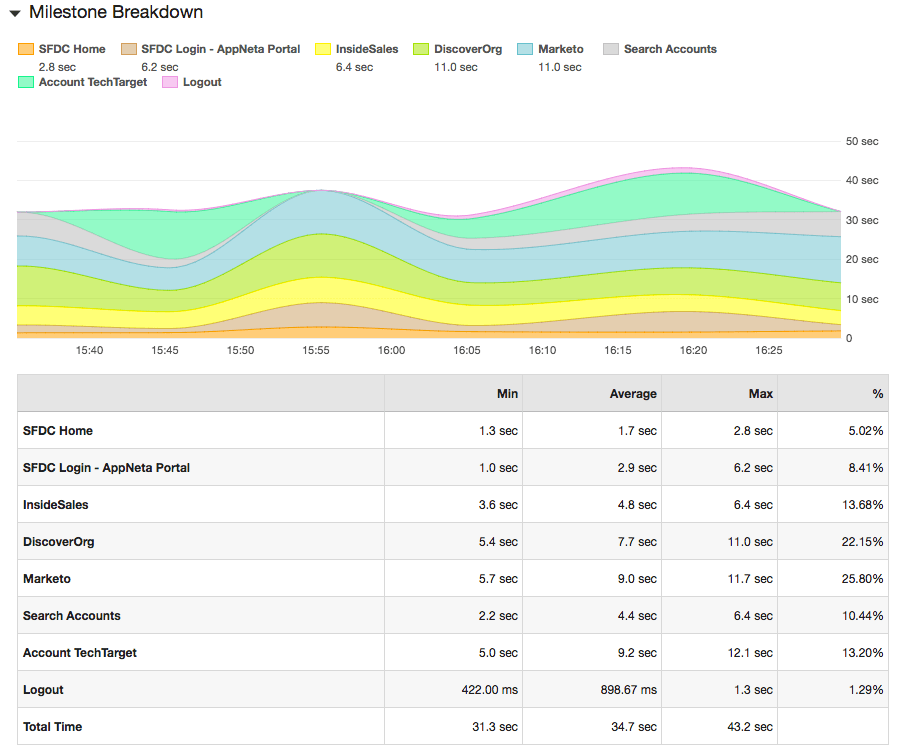 Milestone Breakdown
SFDC Home SFDC Login - AppNeta Portal InsideSales DiscoverOrg Marketo Search Accounts
2.8 sec 6.2 sec 6.4 sec 11.0 sec 11.0 sec
Account TechTarget Logout
50 sec
40 sec
30 sec
20 sec
10 sec
0
15:40 15:45 15:50 15:55 16:00 16:05 16:10 16:15 16:20 16:25
Min Average Max %
SFDC Home 1.3 sec 1.7 sec 2.8 sec 5.02%
SFDC Login - AppNeta Portal 1.0 sec 2.9 sec 6.2 sec 8.41%
InsideSales 3.6 sec 4.8 sec 6.4 sec 13.68%
DiscoverOrg 5.4 sec 7.7 sec 11.0 sec 22.15%
Marketo 5.7 sec 9.0 sec 11.7 sec 25.80%
Search Accounts 2.2 sec 4.4 sec 6.4 sec 10.44%
Account TechTarget 5.0 sec 9.2 sec 12.1 sec 13.20%
Logout 422.00 ms 898.67 ms 1.3 sec 1.29%
Total Time 31.3 sec 34.7 sec 43.2 sec